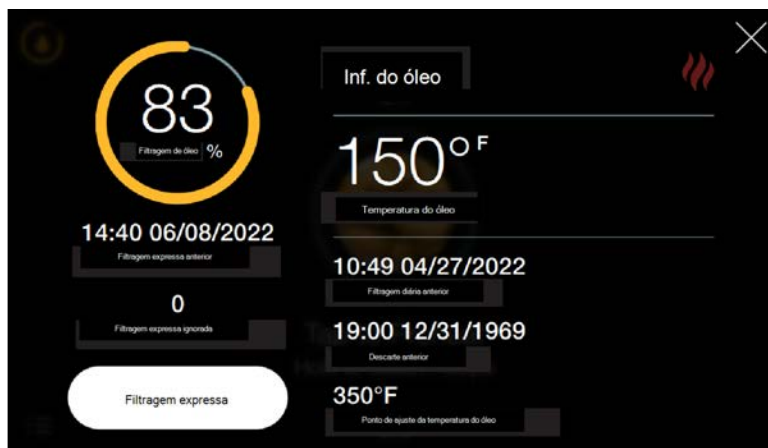 83
Filtragem de óleo %
14:40 06/08/2022
Filtragem expressa anterior
0
Filtragem expressa ignorada
Filtragem expressa
Inf. do óleo
150°F
Temperatura do óleo
10:49 04/27/2022
Filtragem diária anterior
19:00 12/31/1969
Descarte anterior
350°F
Ponto de ajuste da temperatura do óleo